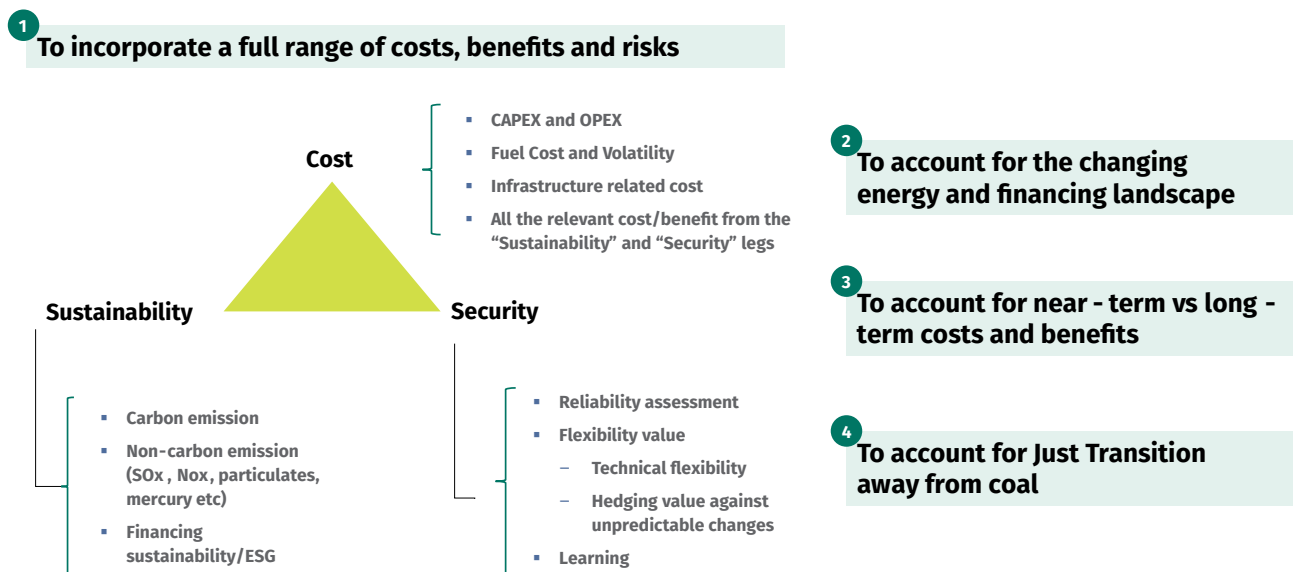 1
To incorporate a full range of costs, benefits and risks
Cost
▪ CAPEX and OPEX
▪ Fuel Cost and Volatility
▪ Infrastructure related cost
▪ All the relevant cost/benefit from the
“Sustainability” and “Security” legs
Sustainability
▪ Carbon emission
▪ Non-carbon emission
(SOx , Nox, particulates,
mercury etc)
▪ Financing
sustainability/ESG
Security
▪ Reliability assessment
▪ Flexibility value
– Technical flexibility
– Hedging value against
unpredictable changes
▪ Learning
2
To account for the changing
energy and financing landscape
3
To account for near - term vs long -
term costs and benefits
4
To account for Just Transition
away from coal